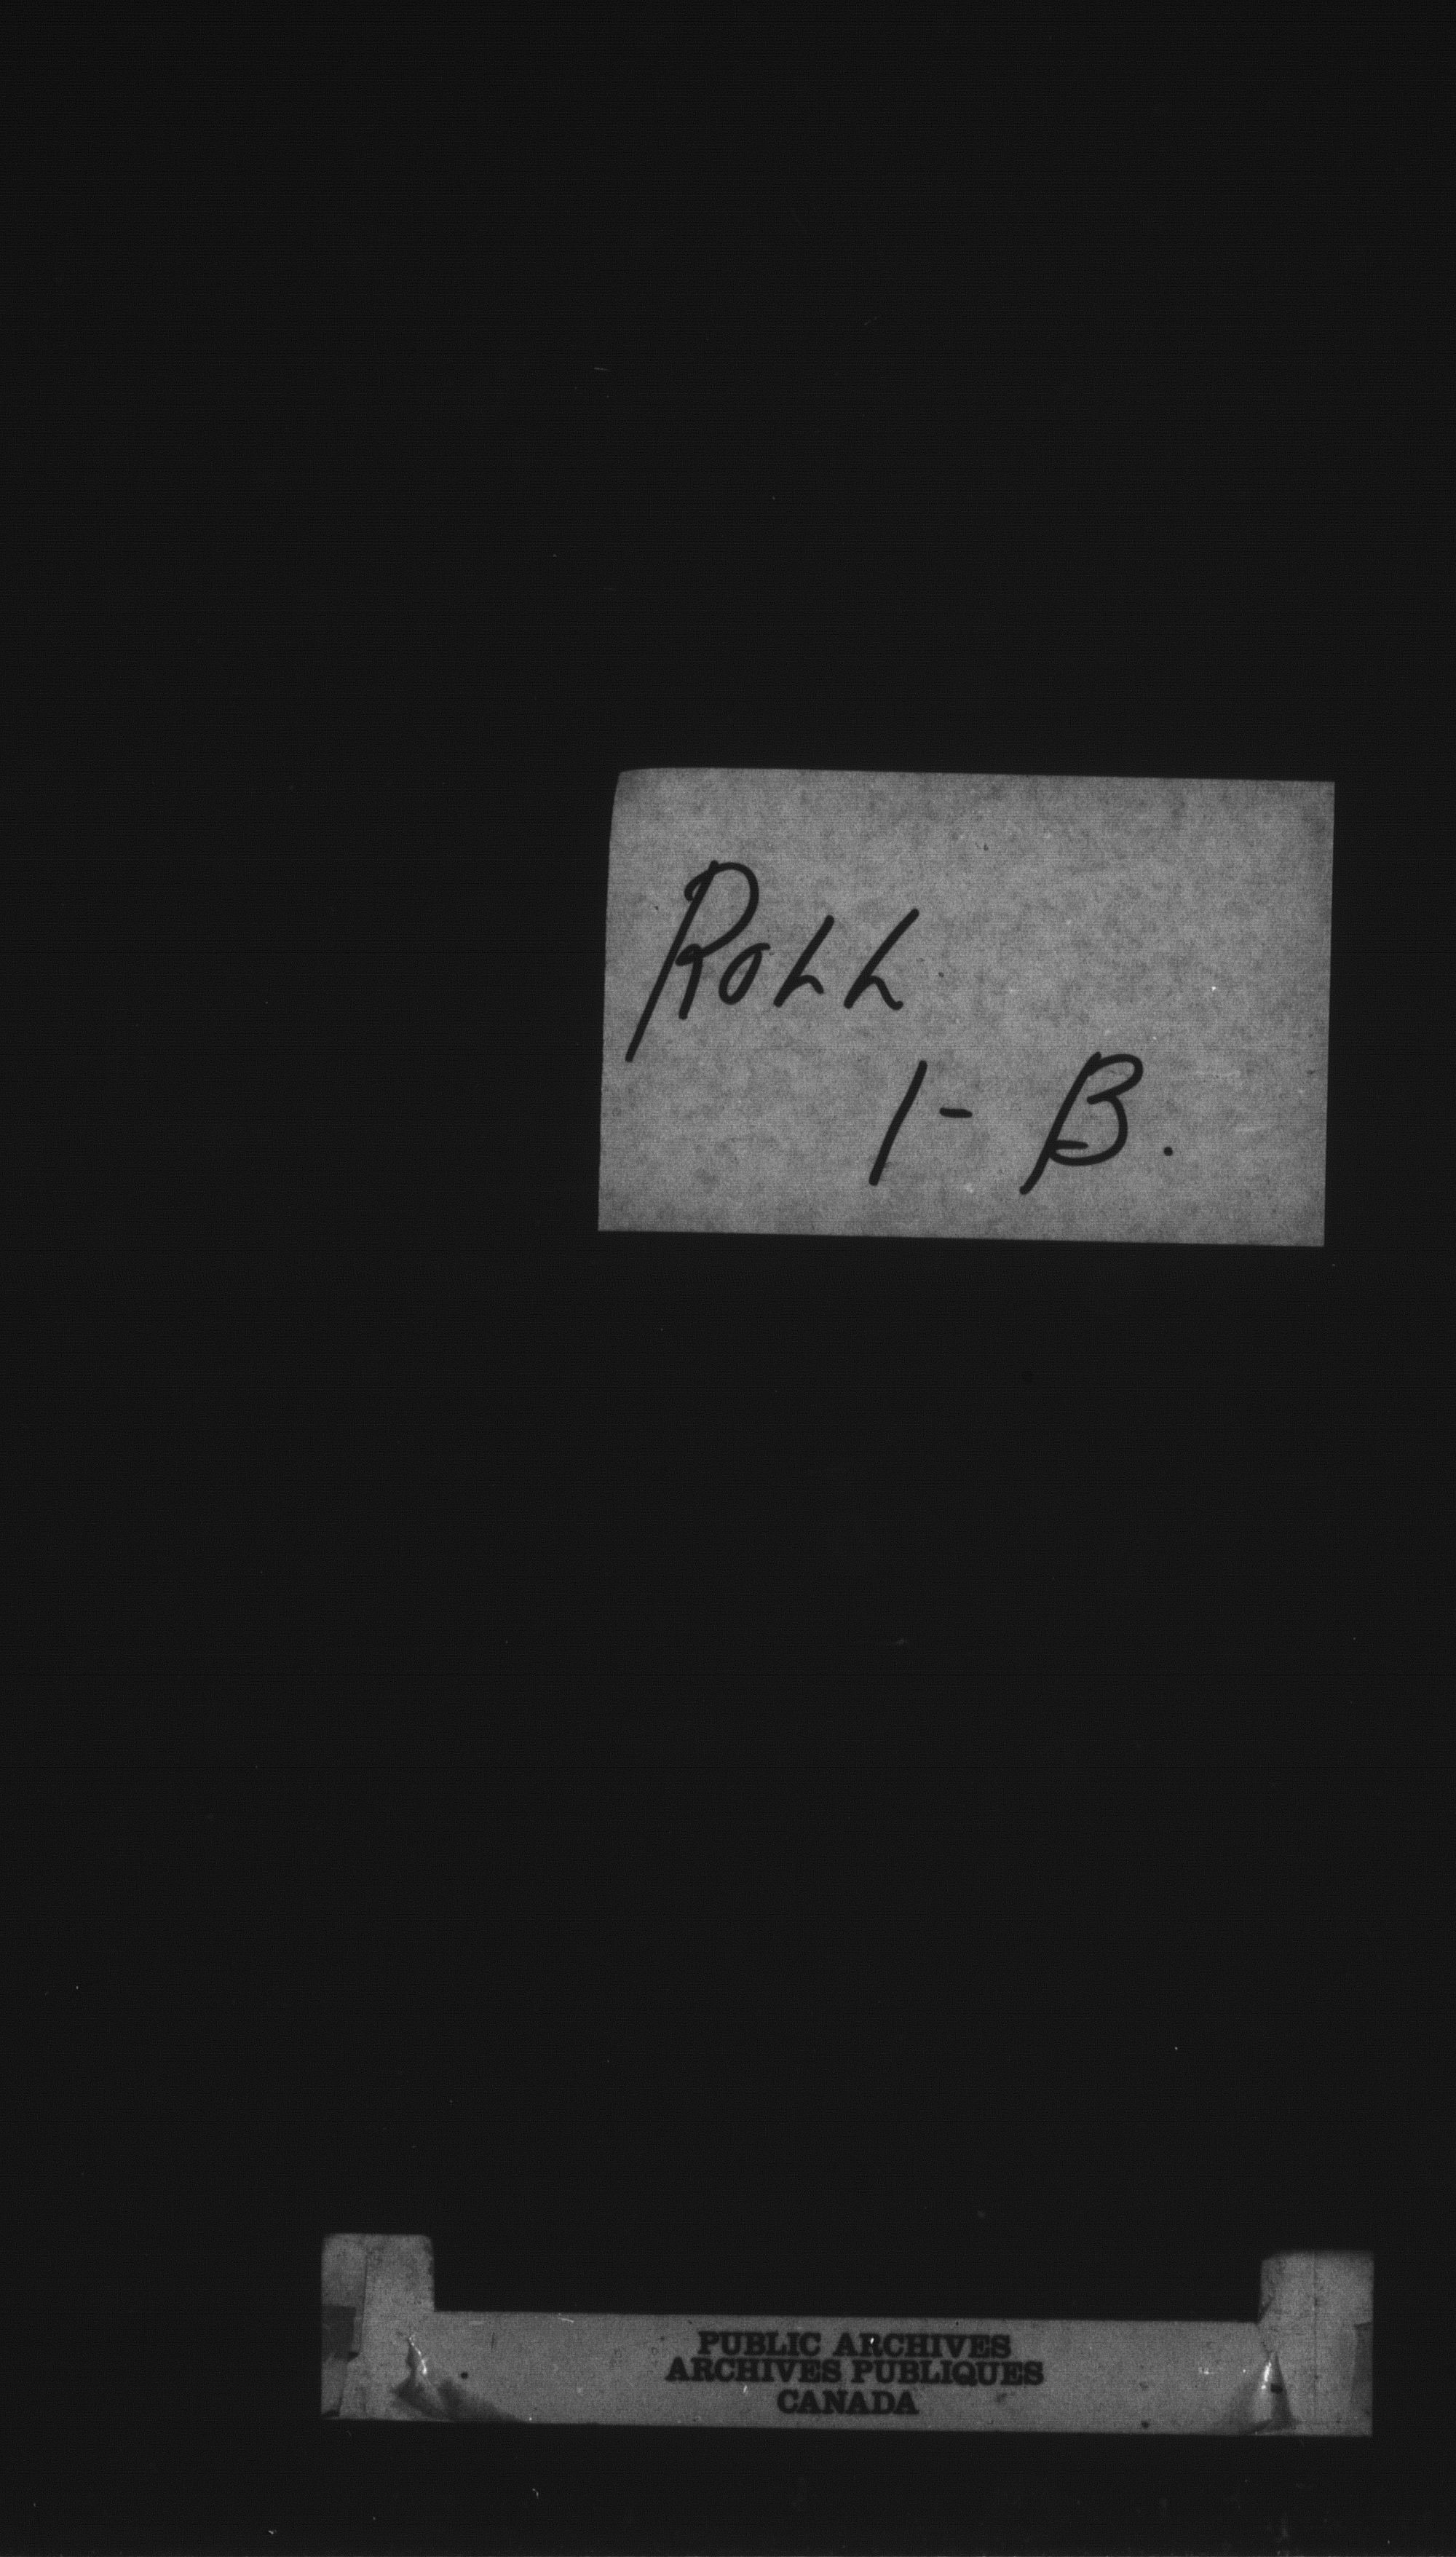 Roll
1- B.
PUBLIC ARCHIVES
ARCHIVES PUBLIQUES
CANADA